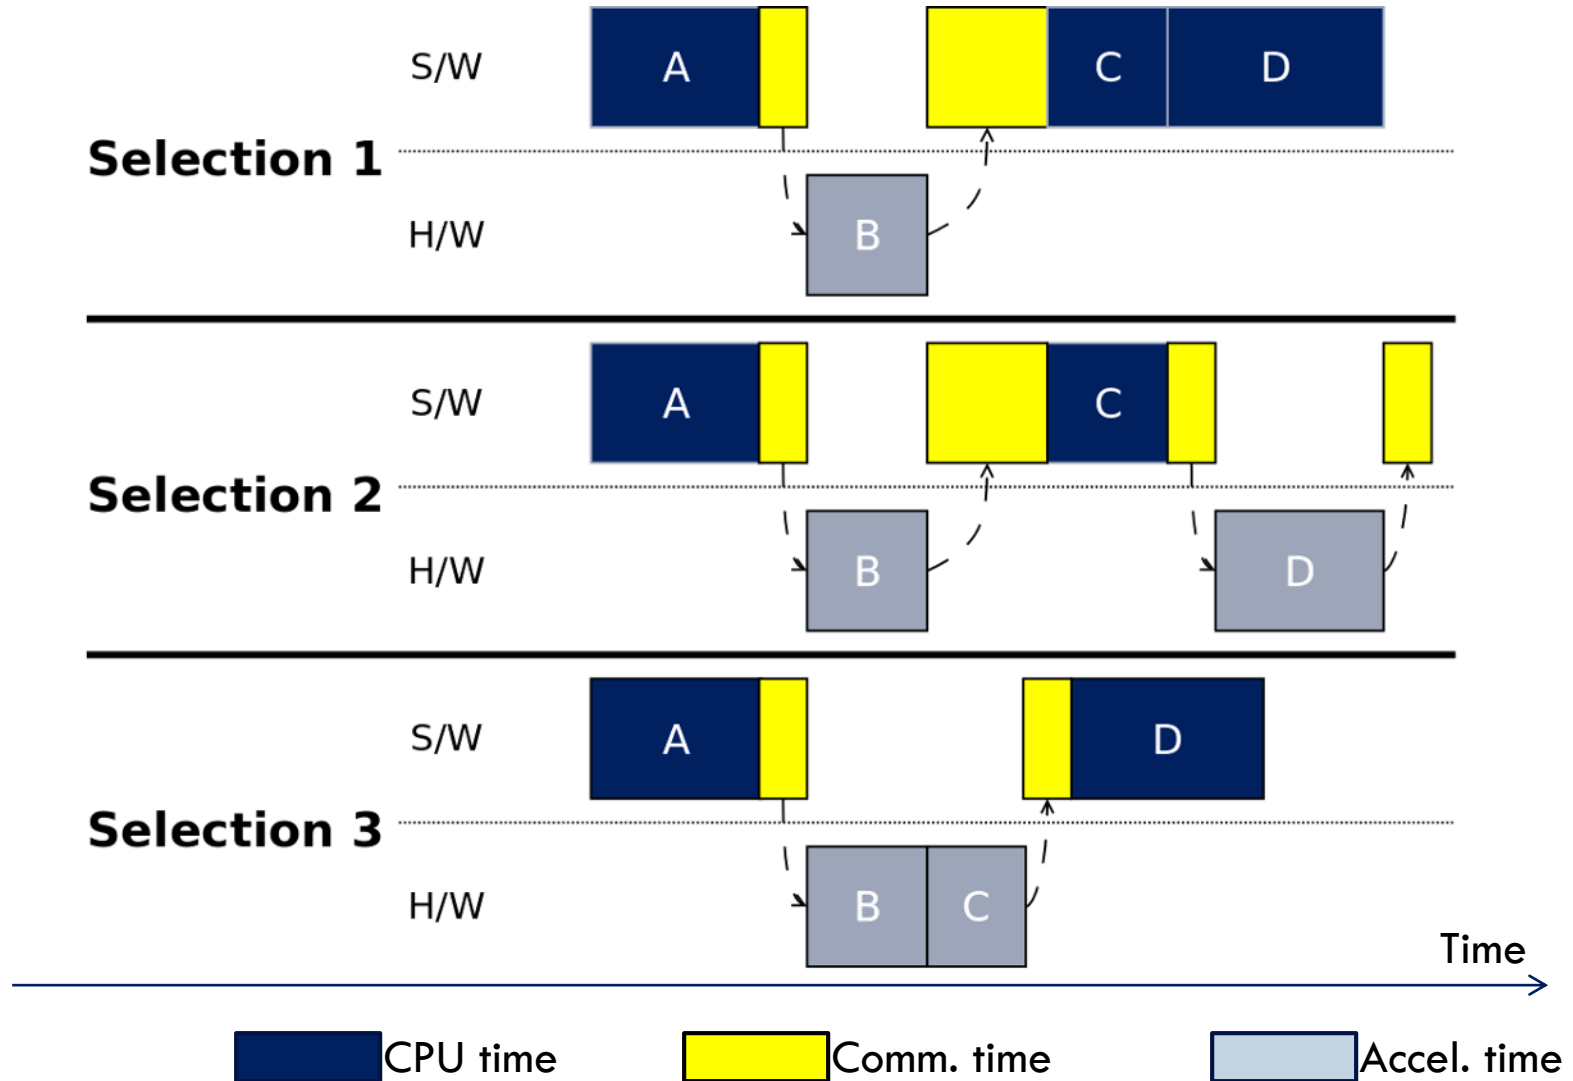 S/W A C D
Selection 1
H/W B
S/W A C
Selection 2
H/W B D
S/W A D
Selection 3
H/W B C
Time
CPU time Comm. time Accel. time